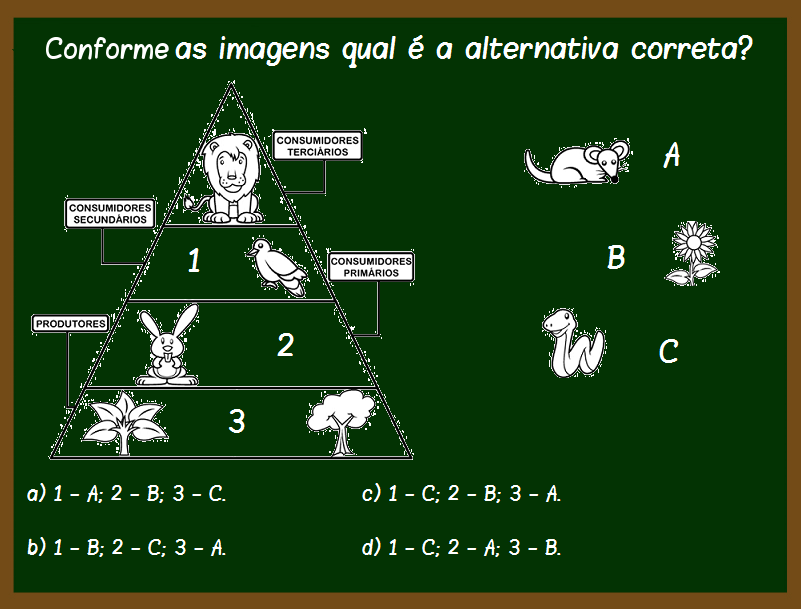 Conforme as imagens qual é a alternativa correta?
CONSUMIDORES
TERCIÁRIOS
CONSUMIDORES
SECUNDÁRIOS
1
CONSUMIDORES
PRIMÁRIOS
PRODUTORES
2
3
A
B
C
a) 1 - A; 2 - B; 3 - C.
b) 1 - B; 2 - C; 3 - A.
c) 1 - C; 2 - B; 3 - A.
d) 1 - C; 2 - A; 3 - B.